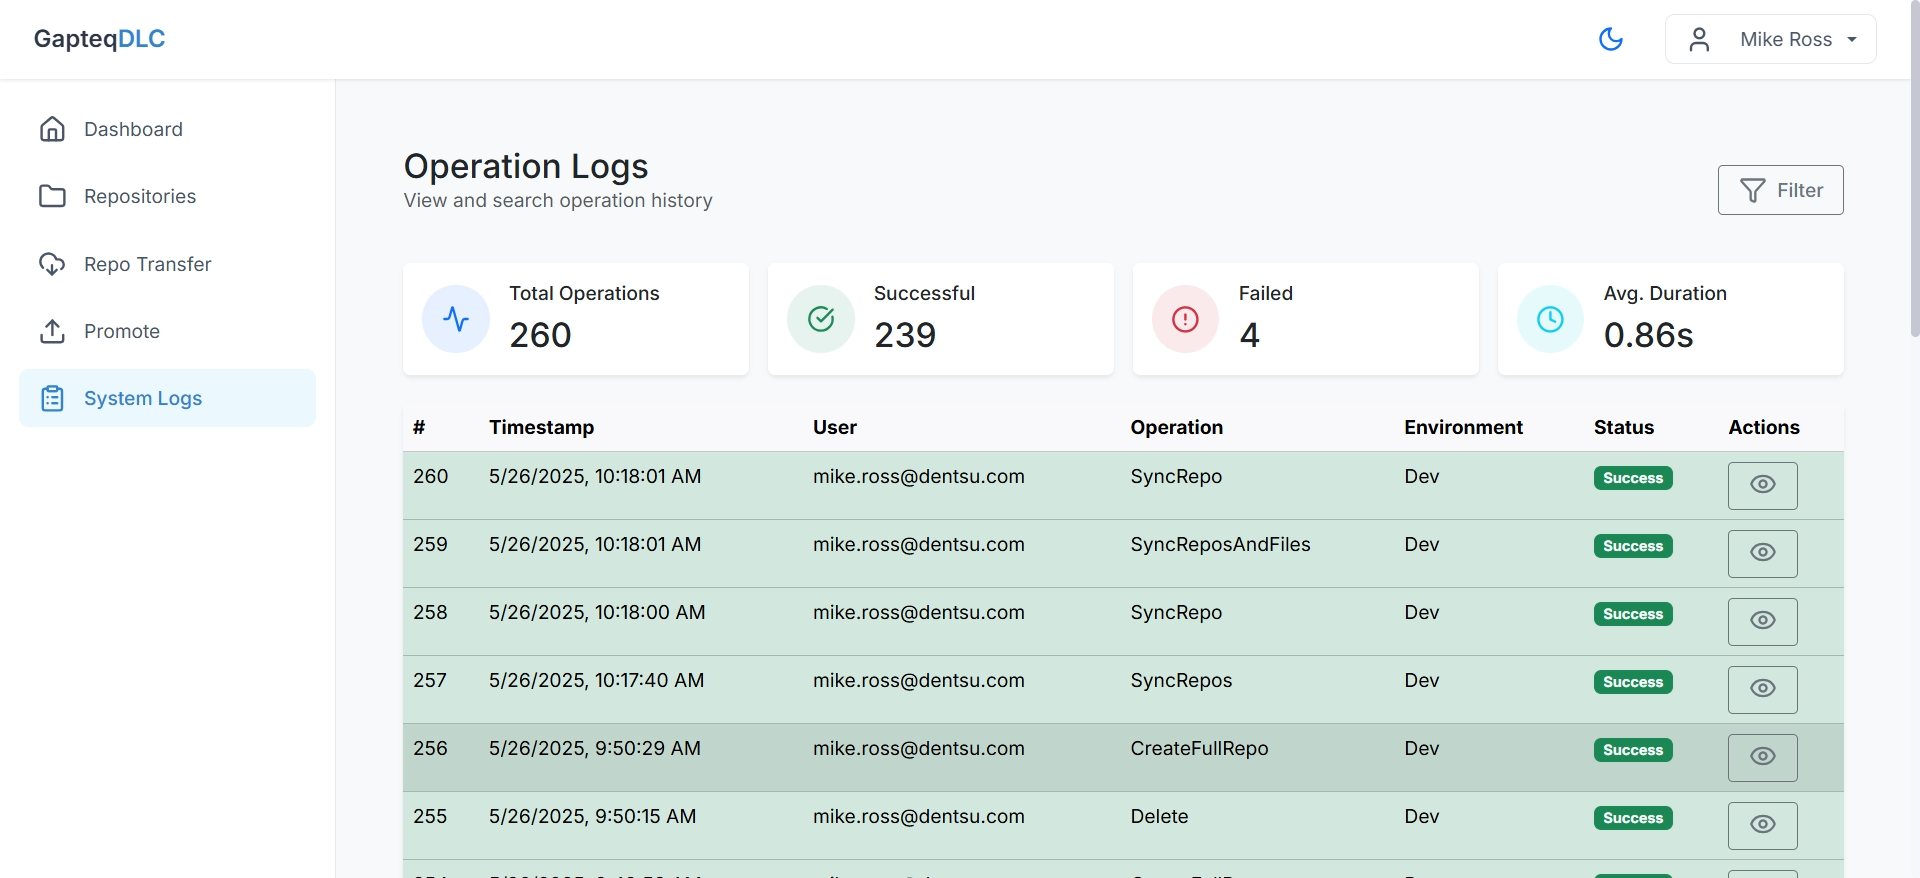 GapteqDLC
Mike Ross
Dashboard
Repositories
Repo Transfer
Promote
System Logs
Operation Logs
View and search operation history
Filter
Total Operations
260
Successful
239
Failed
4
Avg. Duration
0.86s
# Timestamp User Operation Environment Status Actions
260 5/26/2025, 10:18:01 AM mike.ross@dentsu.com SyncRepo Dev Success
259 5/26/2025, 10:18:01 AM mike.ross@dentsu.com SyncReposAndFiles Dev Success
258 5/26/2025, 10:18:00 AM mike.ross@dentsu.com SyncRepo Dev Success
257 5/26/2025, 10:17:40 AM mike.ross@dentsu.com SyncRepos Dev Success
256 5/26/2025, 9:50:29 AM mike.ross@dentsu.com CreateFullRepo Dev Success
255 5/26/2025, 9:50:15 AM mike.ross@dentsu.com Delete Dev Success